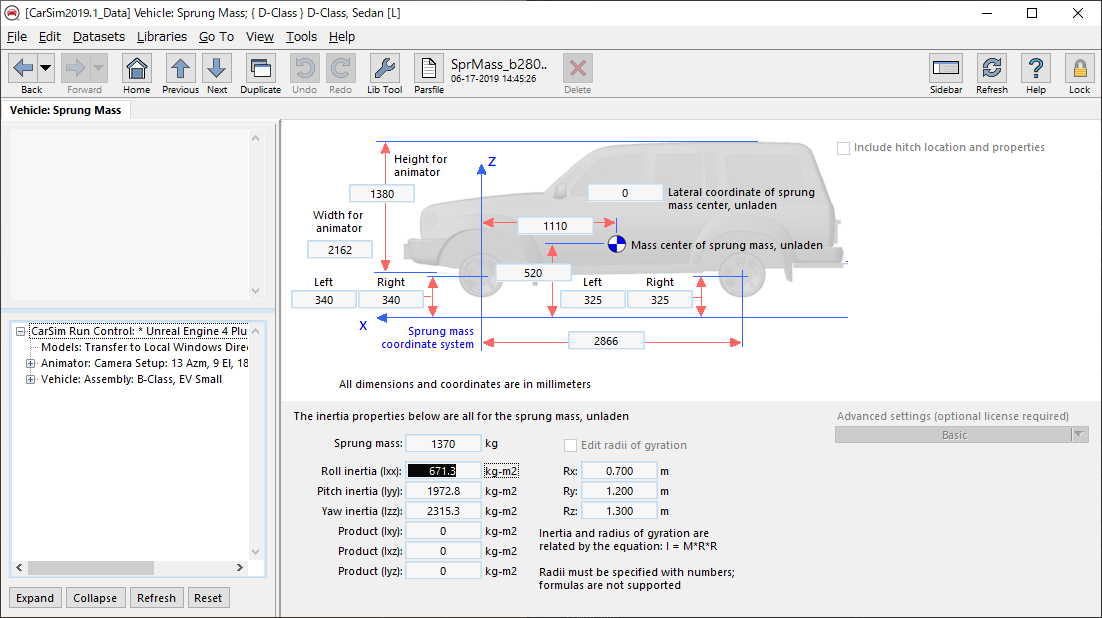 [CarSim2019.1_Data] Vehicle: Sprung Mass; { D-Class } D-Class, Sedan [L]
File Edit Datasets Libraries Go To View Tools Help
Back Forward Home Previous Next Duplicate Undo Redo Lib Tool Parsfile
SprMass_b280..
06-17-2019 14:45:26
Delete Sidebar Refresh Help Lock
Vehicle: Sprung Mass
CarSim Run Control: * Unreal Engine 4 Plu
Models: Transfer to Local Windows Direc
Animator: Camera Setup: 13 Azm, 9 El, 18
Vehicle: Assembly: B-Class, EV Small
Expand Collapse Refresh Reset
Include hitch location and properties
Height for
animator
1380
Width for
animator
2162
Z
0
Lateral coordinate of sprung
mass center, unladen
1110
Mass center of sprung mass, unladen
520
Left Right
340 340
Left Right
325 325
X
Sprung mass
coordinate system
2866
All dimensions and coordinates are in millimeters
The inertia properties below are all for the sprung mass, unladen
Sprung mass: 1370 kg
Edit radii of gyration
Roll inertia (Ixx): 671.3 kg-m2 Rx: 0.700 m
Pitch inertia (Iyy): 1972.8 kg-m2 Ry: 1.200 m
Yaw inertia (Izz): 2315.3 kg-m2 Rz: 1.300 m
Product (Ixy): 0 kg-m2
Product (Ixz): 0 kg-m2
Product (Iyz): 0 kg-m2
Inertia and radius of gyration are
related by the equation: I = M*R*R
Radii must be specified with numbers;
formulas are not supported
Advanced settings (optional license required)
Basic